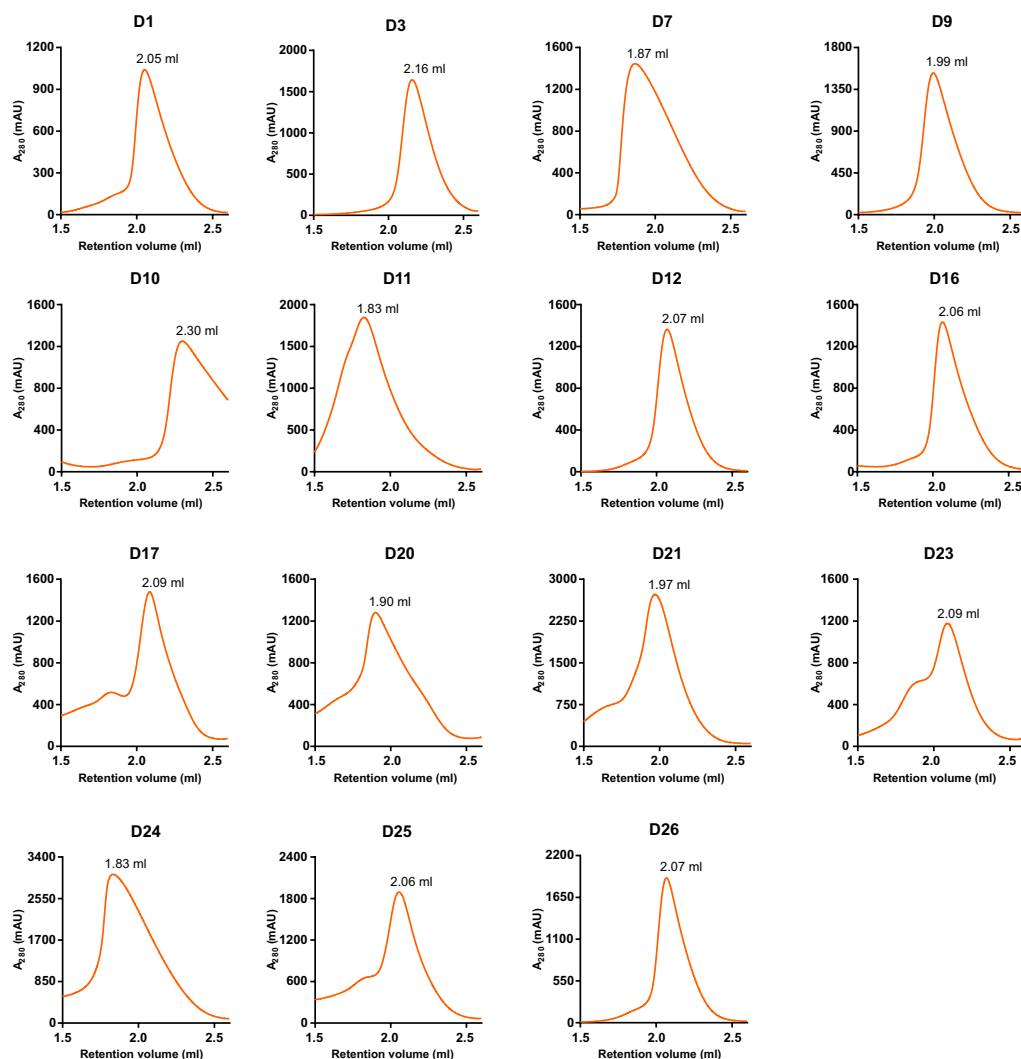 D1
D3
D7
D9
2.05 ml
2.16 ml
1.87 ml
1.99 ml
A280 (mAU)
1200
900
600
300
0
1.5
2.0
2.5
Retention volume (ml)
A280 (mAU)
2000
1500
1000
500
0
1.5
2.0
2.5
Retention volume (ml)
A280 (mAU)
1600
1200
800
400
0
1.5
2.0
2.5
Retention volume (ml)
A280 (mAU)
1800
1350
900
450
0
1.5
2.0
2.5
Retention volume (ml)
D10
D11
D12
D16
2.30 ml
1.83 ml
2.07 ml
2.06 ml
A280 (mAU)
1600
1200
800
400
0
1.5
2.0
2.5
Retention volume (ml)
A280 (mAU)
2000
1500
1000
500
0
1.5
2.0
2.5
Retention volume (ml)
A280 (mAU)
1600
1200
800
400
0
1.5
2.0
2.5
Retention volume (ml)
A280 (mAU)
1600
1200
800
400
0
1.5
2.0
2.5
Retention volume (ml)
D17
D20
D21
D23
2.09 ml
1.90 ml
1.97 ml
2.09 ml
A280 (mAU)
1600
1200
800
400
0
1.5
2.0
2.5
Retention volume (ml)
A280 (mAU)
1600
1200
800
400
0
1.5
2.0
2.5
Retention volume (ml)
A280 (mAU)
3000
2250
1500
750
0
1.5
2.0
2.5
Retention volume (ml)
A280 (mAU)
1600
1200
800
400
0
1.5
2.0
2.5
Retention volume (ml)
D24
D25
D26
1.83 ml
2.06 ml
2.07 ml
A280 (mAU)
3400
2550
1700
850
0
1.5
2.0
2.5
Retention volume (ml)
A280 (mAU)
2400
1800
1200
600
0
1.5
2.0
2.5
Retention volume (ml)
A280 (mAU)
2200
1650
1100
550
0
1.5
2.0
2.5
Retention volume (ml)